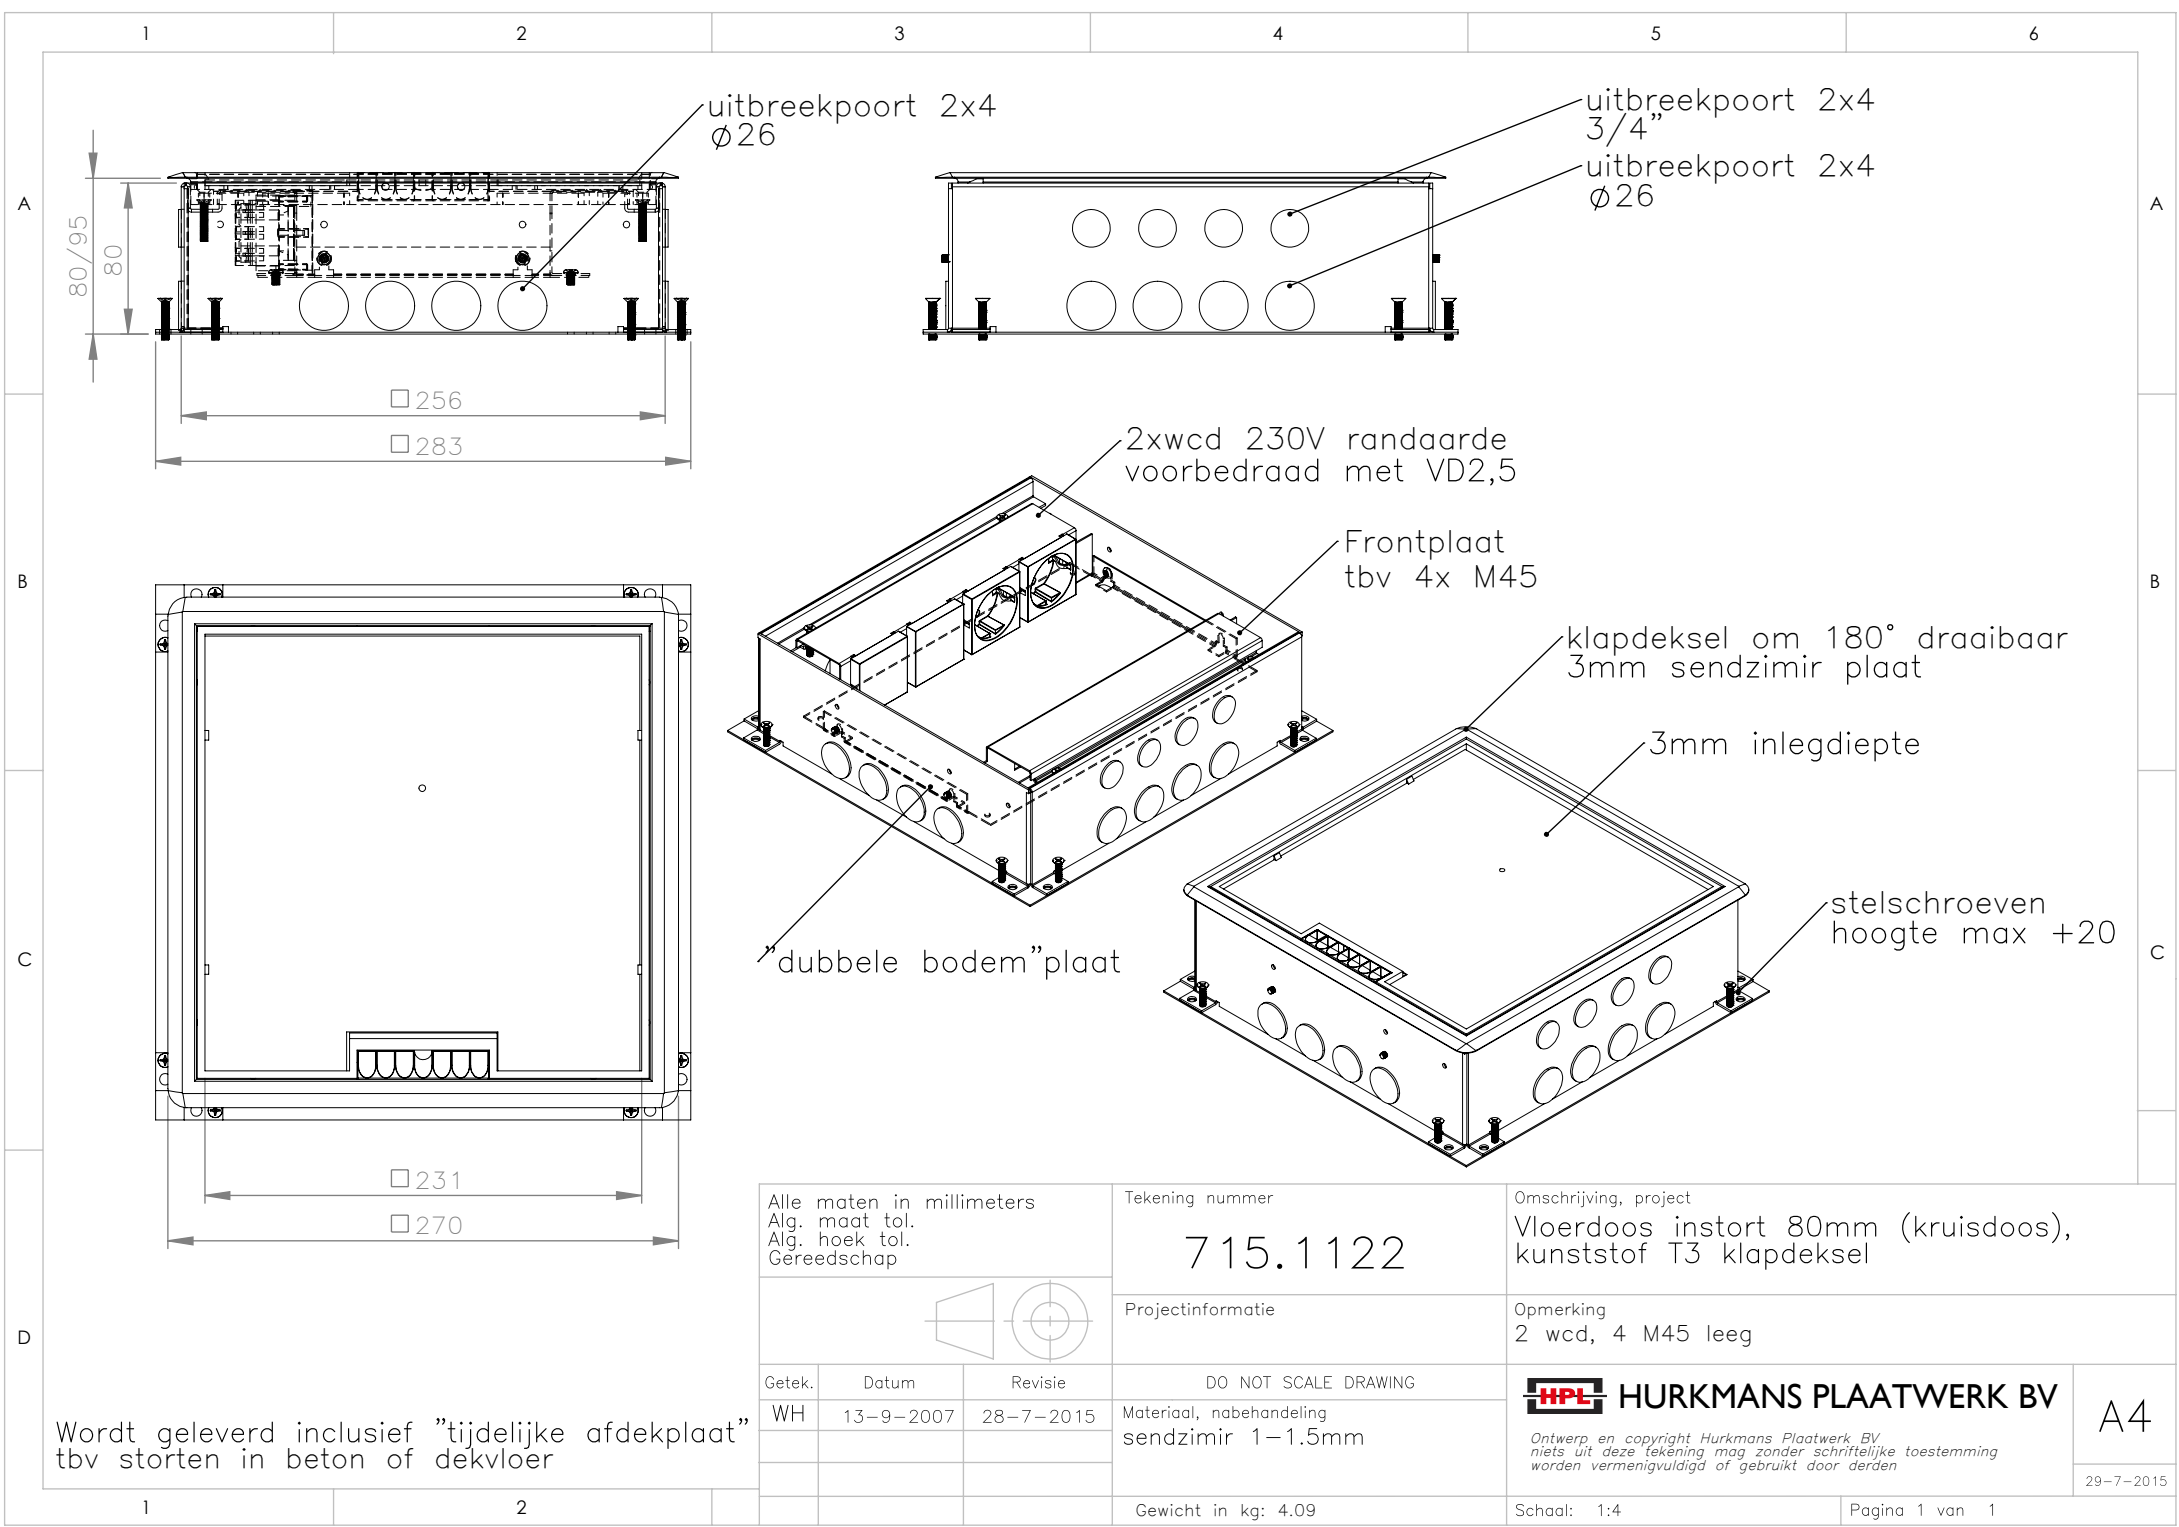 1 2 3 4 5 6
A A
B B
C C
D
uitbreekpoort 2x4
ø26
uitbreekpoort 2x4
3/4"
uitbreekpoort 2x4
ø26
80/95
80
□256
□283
2xwcd 230V randaarde
voorbedraad met VD2,5
Frontplaat
tbv 4x M45
klapdeksel om 180° draaibaar
3mm sendzimir plaat
3mm inlegdiepte
"dubbele bodem"plaat
stelschroeven
hoogte max +20
□231
□270
Wordt geleverd inclusief "tijdelijke afdekplaat"
tbv storten in beton of dekvloer
Alle maten in millimeters
Alg. maat tol.
Alg. hoek tol.
Gereedschap
Tekening nummer
715.1122
Omschrijving, project
Vloerdoos instort 80mm (kruisdoos),
kunststof T3 klapdeksel
Projectinformatie
Opmerking
2 wcd, 4 M45 leeg
Getek. Datum Revisie
WH 13-9-2007 28-7-2015
DO NOT SCALE DRAWING
Materiaal, nabehandeling
sendzimir 1-1.5mm
Gewicht in kg: 4.09
HPL HURKMANS PLAATWERK BV
Ontwerp en copyright Hurkmans Plaatwerk BV
niets uit deze tekening mag zonder schriftelijke toestemming
worden vermenigvuldigd of gebruikt door derden
A4
29-7-2015
Schaal: 1:4
Pagina 1 van 1
1 2